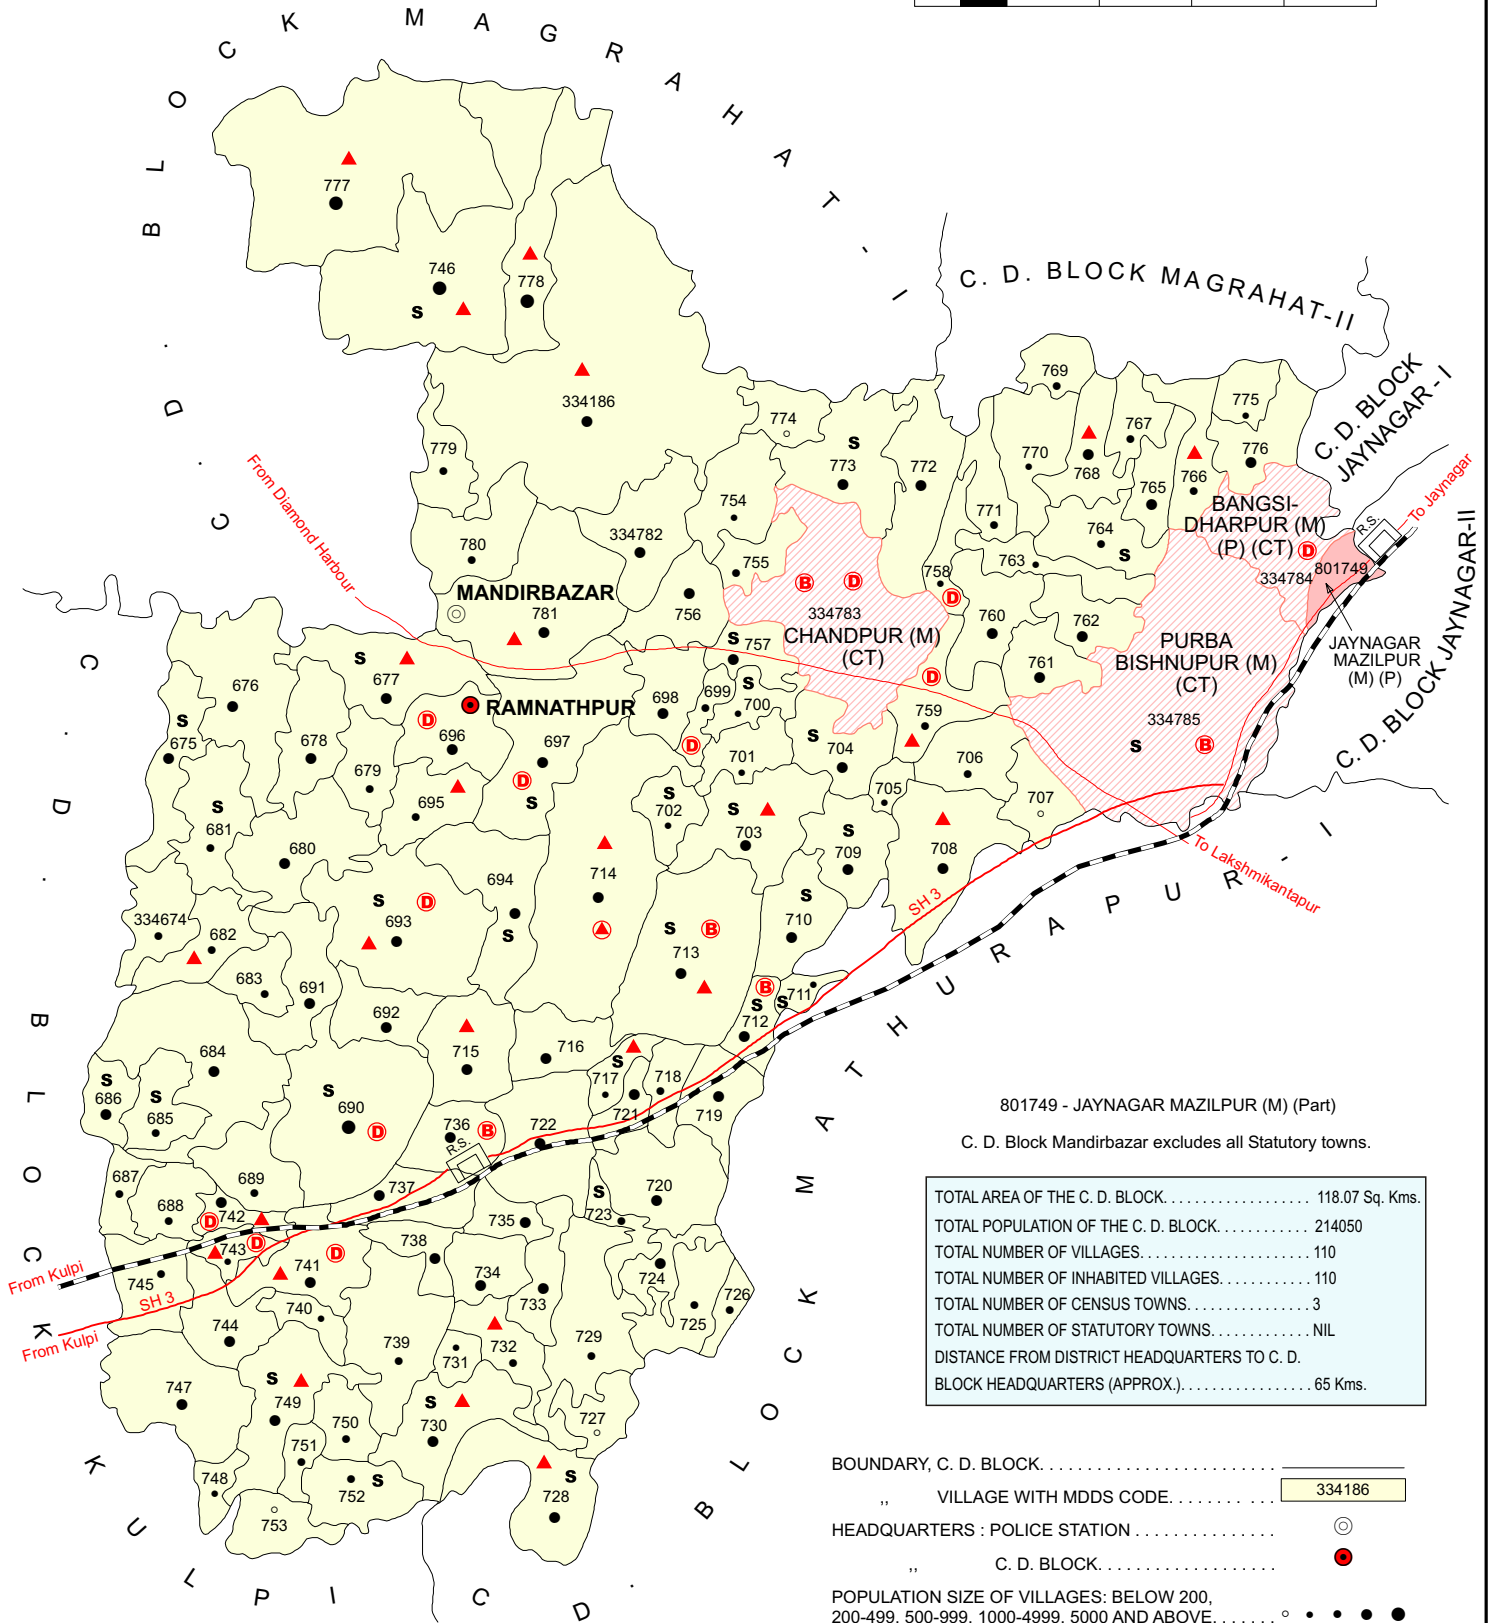 C. D. BLOCK MAGRAHAT-I
C. D. BLOCK MAGRAHAT-II
C. D. BLOCK
JAYNAGAR - I
C. D. BLOCK JAYNAGAR-II
C. D. BLOCK MATHURAPUR - I
C. D. BLOCK KULPI
777
746
S
778
334186
779
774
S
773
772
769
770
768
767
775
776
766
765
From Diamond Harbour
To Jaynagar
R.S.
754
771
BANGSI-
DHARPUR (M)
(P) (CT)
D
764
S
334782
780
755
763
758
D
334784
801749
MANDIRBAZAR
781
756
B
D
334783
CHANDPUR (M)
(CT)
760
762
PURBA
BISHNUPUR (M)
(CT)
JAYNAGAR
MAZILPUR
(M) (P)
S
757
761
D
S
677
676
S
700
699
698
RAMNATHPUR
D
696
697
D
S
S
675
678
679
695
D
701
S
704
759
706
334785
S
B
S
702
705
707
S
681
680
S
703
S
709
708
694
S
714
SH 3
To Lakshmikantapur
S
693
D
S
710
334674
682
683
S
B
713
691
692
B
S
S
711
712
715
716
684
S
717
718
721
719
S
686
S
685
S
690
D
736
B
R.S.
722
687
688
689
737
720
D
742
S
723
735
D
743
D
738
741
734
733
724
725
726
745
From Kulpi
SH 3
From Kulpi
740
744
739
731
732
729
747
S
749
S
730
727
750
751
748
752
S
S
728
753
801749 - JAYNAGAR MAZILPUR (M) (Part)
C. D. Block Mandirbazar excludes all Statutory towns.
TOTAL AREA OF THE C. D. BLOCK.................. 118.07 Sq. Kms.
TOTAL POPULATION OF THE C. D. BLOCK........... 214050
TOTAL NUMBER OF VILLAGES..................... 110
TOTAL NUMBER OF INHABITED VILLAGES............ 110
TOTAL NUMBER OF CENSUS TOWNS................ 3
TOTAL NUMBER OF STATUTORY TOWNS............. NIL
DISTANCE FROM DISTRICT HEADQUARTERS TO C. D.
BLOCK HEADQUARTERS (APPROX.)................. 65 Kms.
BOUNDARY, C. D. BLOCK........................
,, VILLAGE WITH MDDS CODE........... 334186
HEADQUARTERS : POLICE STATION ...............
,, C. D. BLOCK...................
POPULATION SIZE OF VILLAGES: BELOW 200,
200-499, 500-999, 1000-4999, 5000 AND ABOVE.......